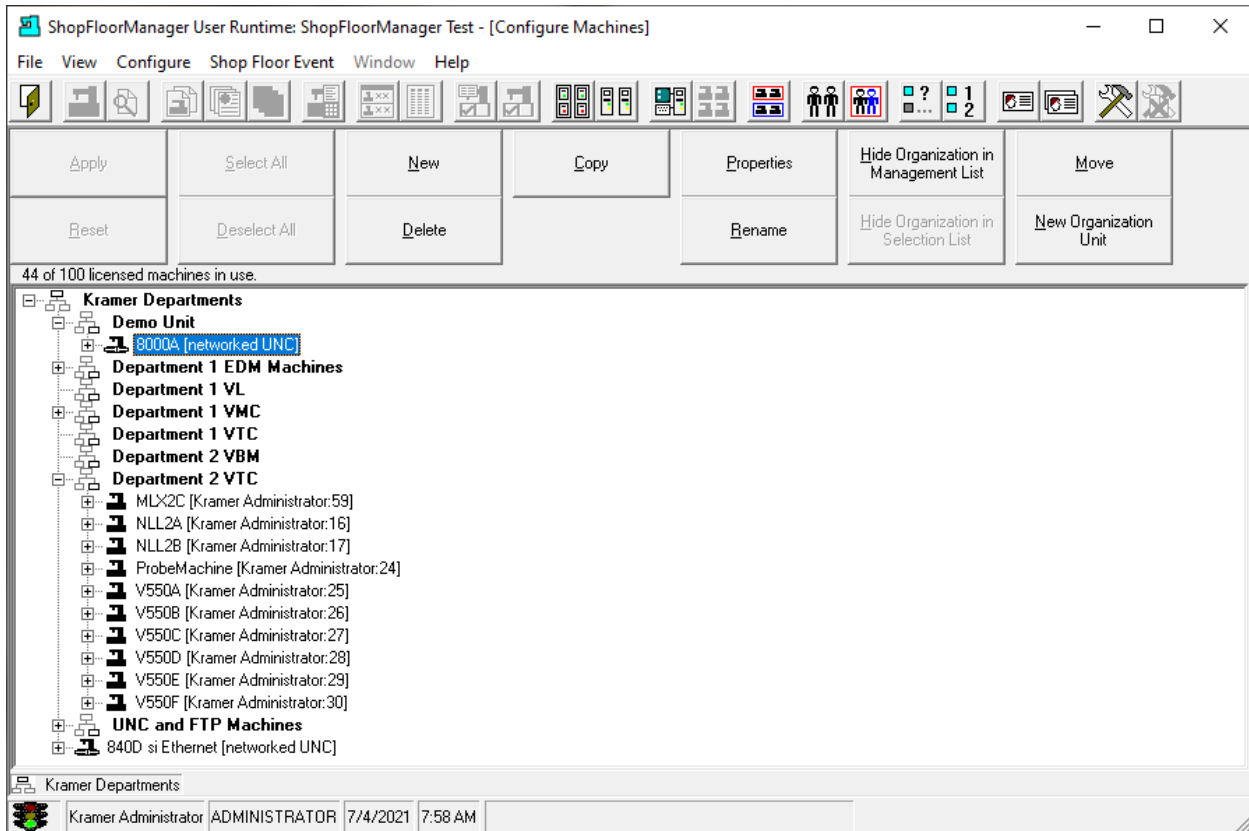 ShopFloorManager User Runtime: ShopFloorManager Test - [Configure Machines]
File View Configure Shop Floor Event Window Help
Apply Select All New Copy Properties Hide Organization in Management List Move
Reset Deselect All Delete Rename Hide Organization in Selection List New Organization Unit
44 of 100 licensed machines in use.
Kramer Departments
Demo Unit
8000A [networked UNC]
Department 1 EDM Machines
Department 1 VL
Department 1 VMC
Department 1 VTC
Department 2 VBM
Department 2 VTC
MLX2C [Kramer Administrator:59]
NLL2A [Kramer Administrator:16]
NLL2B [Kramer Administrator:17]
ProbeMachine [Kramer Administrator:24]
V550A [Kramer Administrator:25]
V550B [Kramer Administrator:26]
V550C [Kramer Administrator:27]
V550D [Kramer Administrator:28]
V550E [Kramer Administrator:29]
V550F [Kramer Administrator:30]
UNC and FTP Machines
840D si Ethernet [networked UNC]
Kramer Departments
Kramer Administrator ADMINISTRATOR 7/4/2021 7:58 AM